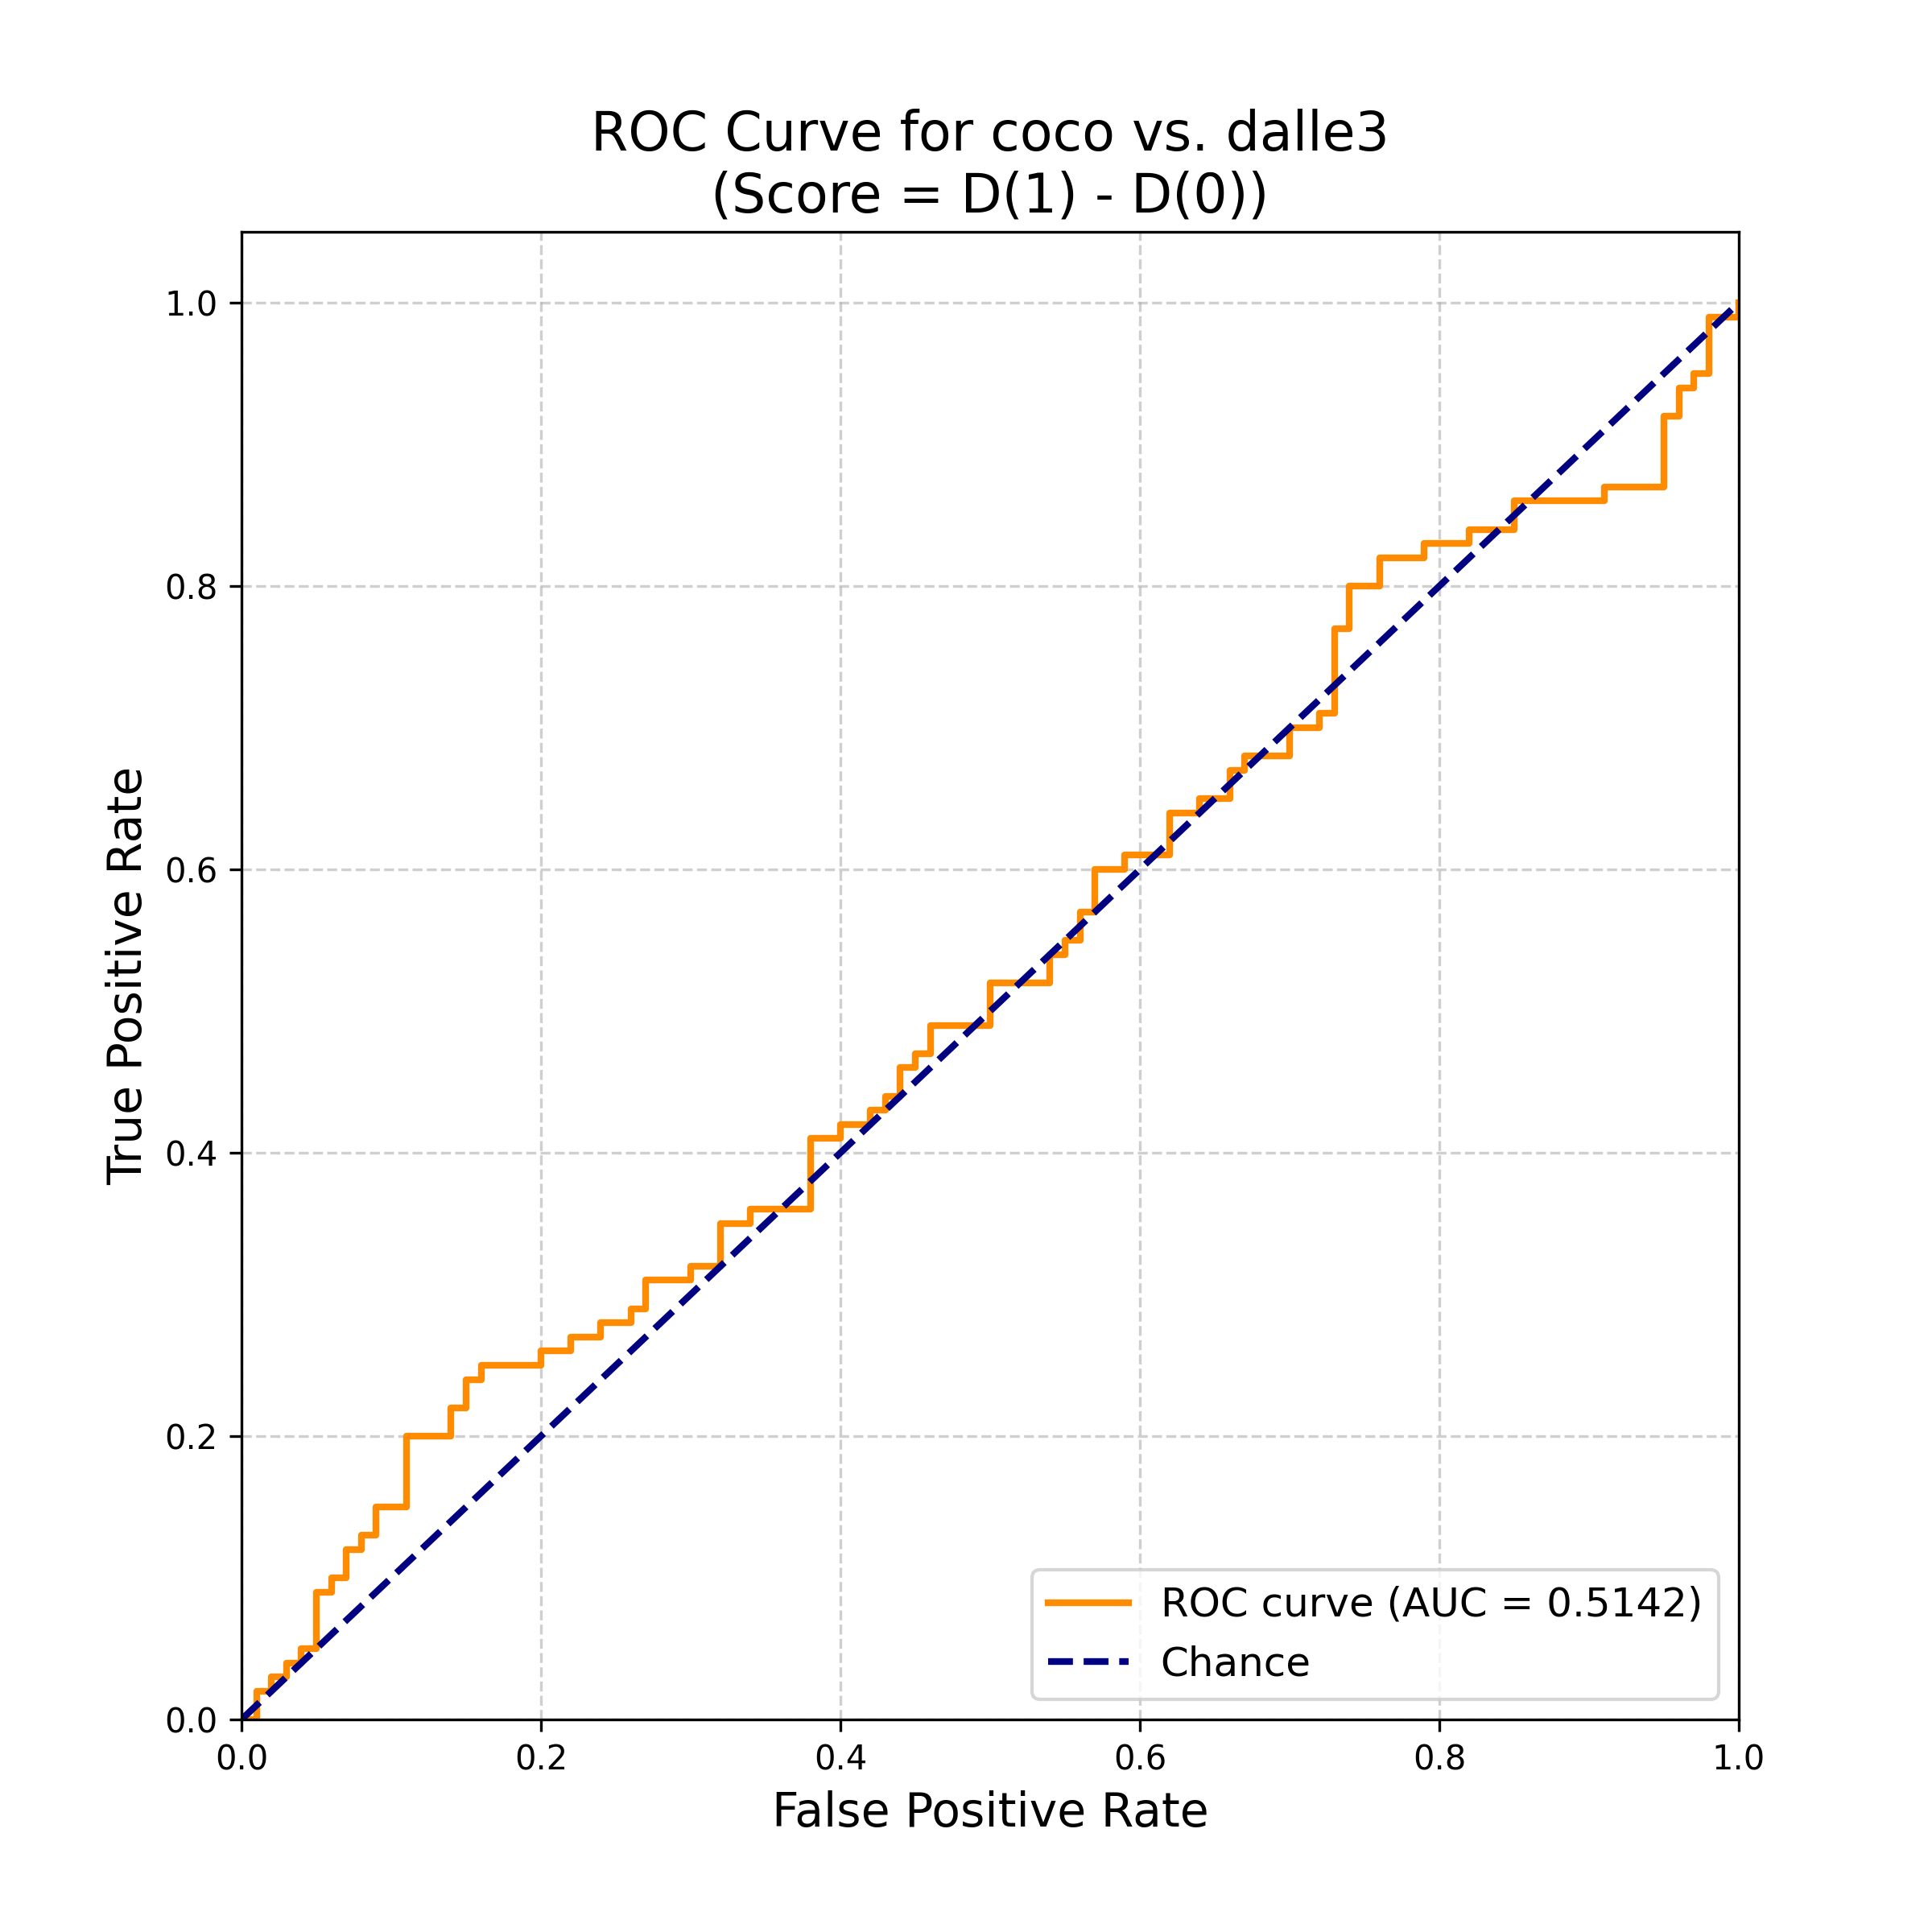 ROC Curve for coco vs. dalle3
(Score = D(1) - D(0))
True Positive Rate
1.0
0.8
0.6
0.4
0.2
0.0
ROC curve (AUC = 0.5142)
Chance
0.0 0.2 0.4 0.6 0.8 1.0
False Positive Rate